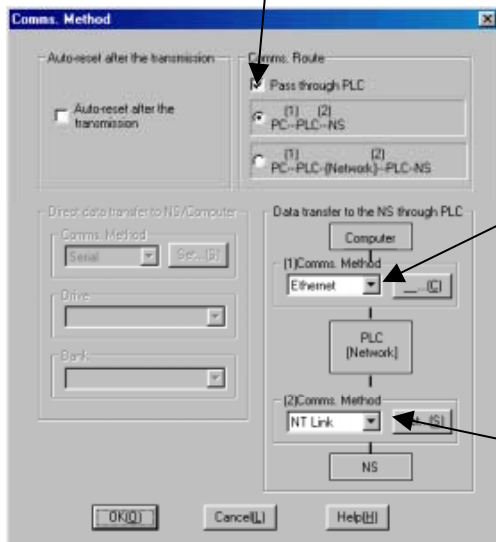 Comms. Method
Auto-reset after the transmission
Auto-reset after the
transmission
Comms. Route
Pass through PLC
(1) (2)
PC--PLC--NS
(1) (2)
PC--PLC-(Network)--PLC-NS
Direct data transfer to NS/Computer
Comms. Method
Serial
Set...(S)
Drive
Bank
Data transfer to the NS through PLC
Computer
(1)Comms. Method
Ethernet
...(C)
PLC
(Network)
(2)Comms. Method
NT Link
(S)
NS
OK(O)
Cancel(L)
Help(H)